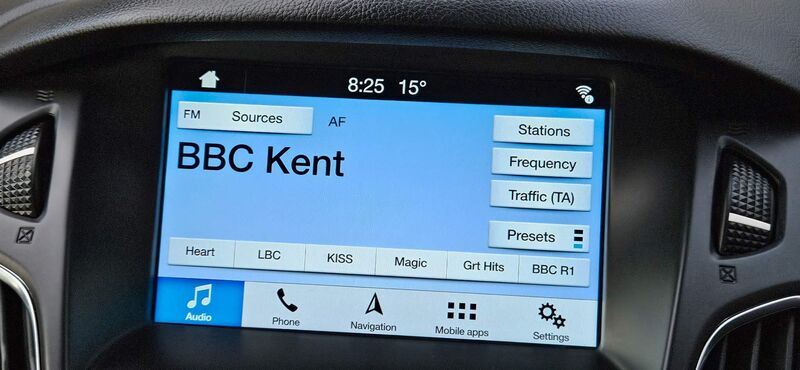 8:25 15°
FM Sources AF
Stations
BBC Kent
Frequency
Traffic (TA)
Presets
Heart LBC KISS Magic Grt Hits BBC R1
Audio Phone Navigation Mobile apps Settings